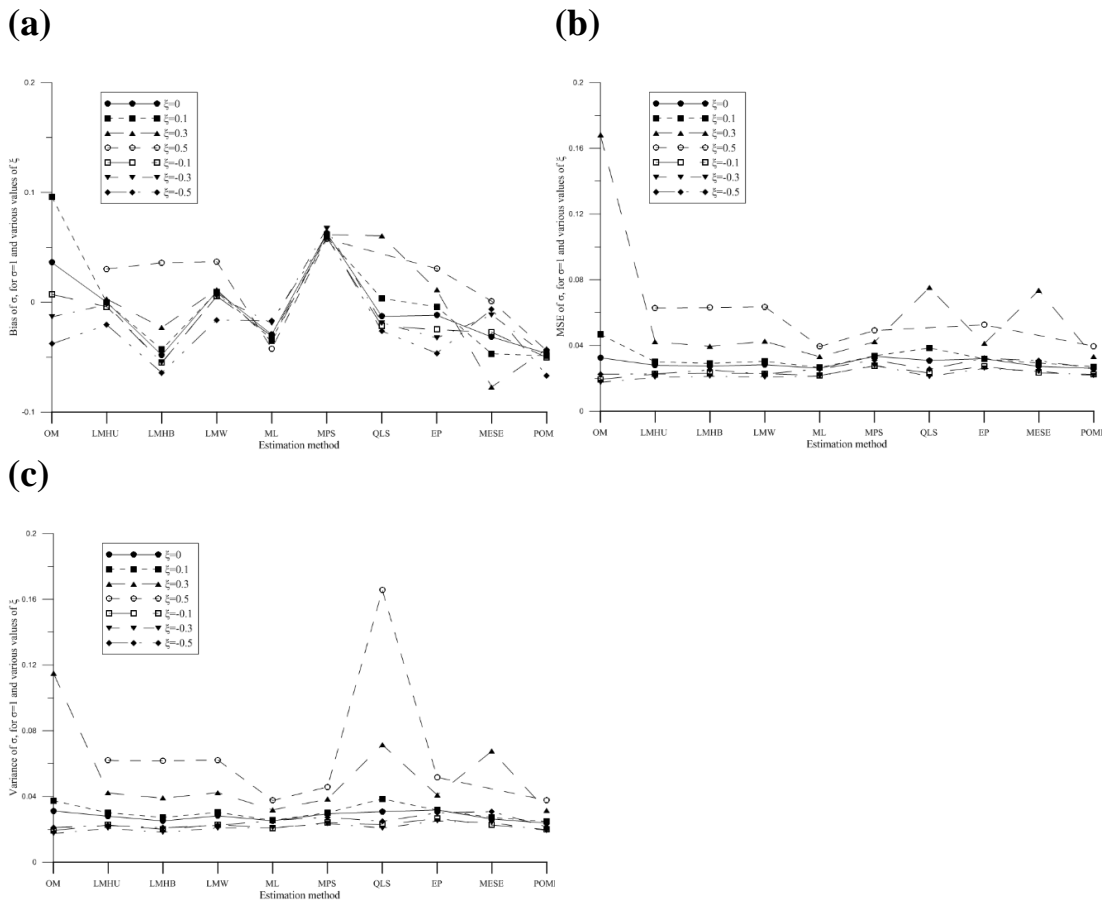 (a)
Bias of σ, for σ=1 and various values of ξ
0.2
0.1
0
-0.1
ξ=0
ξ=0.1
ξ=0.3
ξ=0.5
ξ=-0.1
ξ=-0.3
ξ=-0.5
OM LMHU LMHB LMW ML MPS QLS EP MESE POME
Estimation method
(b)
MSE of σ, for σ=1 and various values of ξ
0.2
0.16
0.12
0.08
0.04
0
ξ=0
ξ=0.1
ξ=0.3
ξ=0.5
ξ=-0.1
ξ=-0.3
ξ=-0.5
OM LMHU LMHB LMW ML MPS QLS EP MESE POME
Estimation method
(c)
Variance of σ, for σ=1 and various values of ξ
0.2
0.16
0.12
0.08
0.04
0
ξ=0
ξ=0.1
ξ=0.3
ξ=0.5
ξ=-0.1
ξ=-0.3
ξ=-0.5
OM LMHU LMHB LMW ML MPS QLS EP MESE POME
Estimation method